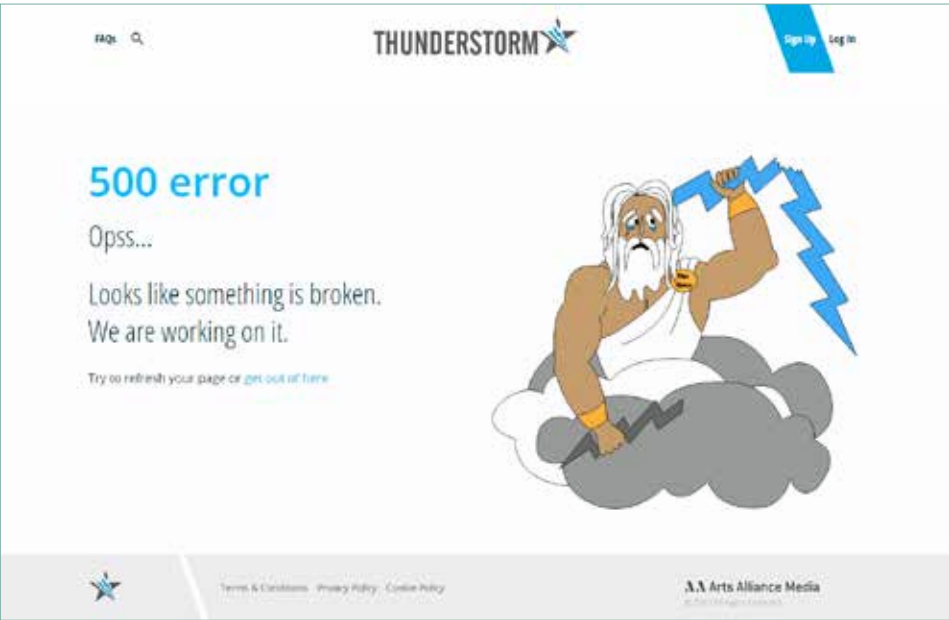 FAQs
THUNDERSTORM
Sign Up Log In
500 error
Opss...
Looks like something is broken.
We are working on it.
Try to refresh your page or get out of here
Terms & Conditions Privacy Policy Cookie Policy
AA Arts Alliance Media